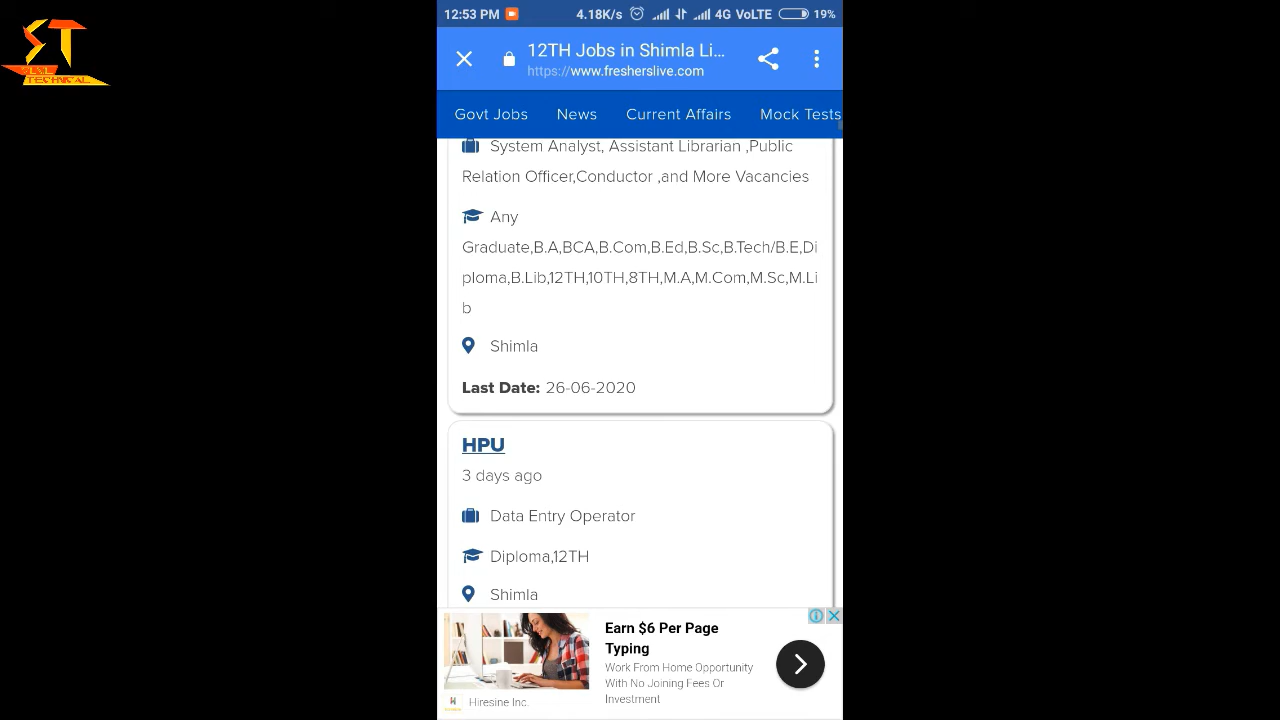 12:53 PM 4.18K/s 4G VoLTE 19%
ST
TECHNICAL
12TH Jobs in Shimla Li...
https://www.fresherslive.com
Govt Jobs News Current Affairs Mock Tests
System Analyst, Assistant Librarian ,Public
Relation Officer,Conductor ,and More Vacancies
Any
Graduate,B.A,BCA,B.Com,B.Ed,B.Sc,B.Tech/B.E,Di
ploma,B.Lib,12TH,10TH,8TH,M.A,M.Com,M.Sc,M.Li
b
Shimla
Last Date: 26-06-2020
HPU
3 days ago
Data Entry Operator
Diploma,12TH
Shimla
Earn $6 Per Page
Typing
Work From Home Opportunity
With No Joining Fees Or
Investment
Hiresine Inc.